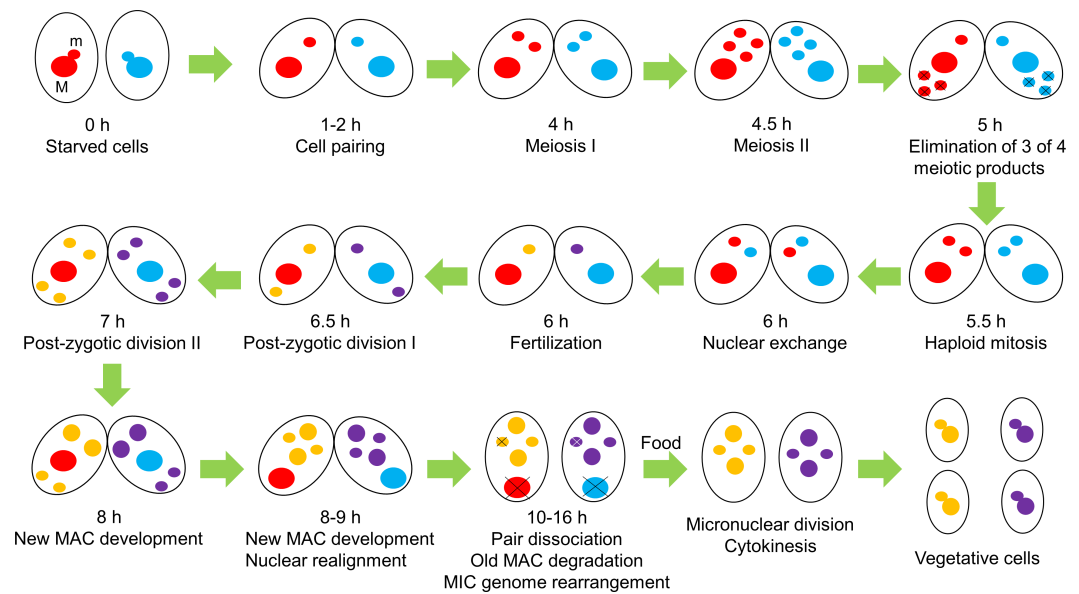 m
M
0 h
Starved cells
1-2 h
Cell pairing
4 h
Meiosis I
4.5 h
Meiosis II
5 h
Elimination of 3 of 4
meiotic products
7 h
Post-zygotic division II
6.5 h
Post-zygotic division I
6 h
Fertilization
6 h
Nuclear exchange
5.5 h
Haploid mitosis
8 h
New MAC development
8-9 h
New MAC development
Nuclear realignment
10-16 h
Pair dissociation
Old MAC degradation
MIC genome rearrangement
Food
Micronuclear division
Cytokinesis
Vegetative cells